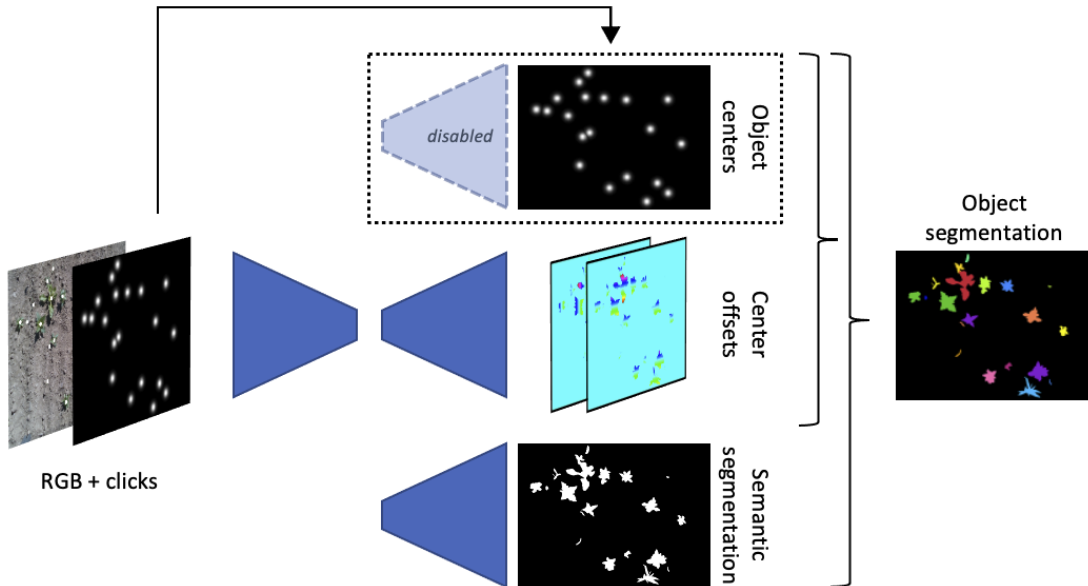 disabled
Object
centers
Object
segmentation
Center
offsets
RGB + clicks
Semantic
segmentation